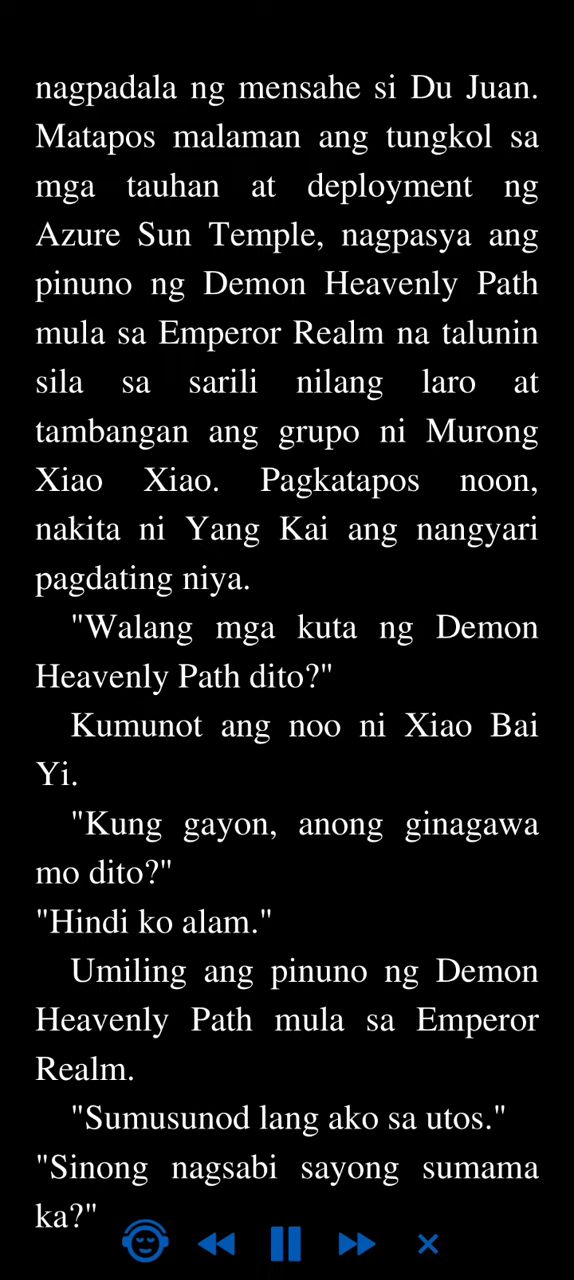 nagpadala ng mensahe si Du Juan.
Matapos malaman ang tungkol sa
mga tauhan at deployment ng
Azure Sun Temple, nagpasya ang
pinuno ng Demon Heavenly Path
mula sa Emperor Realm na talunin
sila sa sarili nilang laro at
tambangan ang grupo ni Murong
Xiao Xiao. Pagkatapos noon,
nakita ni Yang Kai ang nangyari
pagdating niya.
"Walang mga kuta ng Demon
Heavenly Path dito?"
Kumunot ang noo ni Xiao Bai
Yi.
"Kung gayon, anong ginagawa
mo dito?"
"Hindi ko alam."
Umiling ang pinuno ng Demon
Heavenly Path mula sa Emperor
Realm.
"Sumusunod lang ako sa utos."
"Sinong nagsabi sayong sumama
ka?"